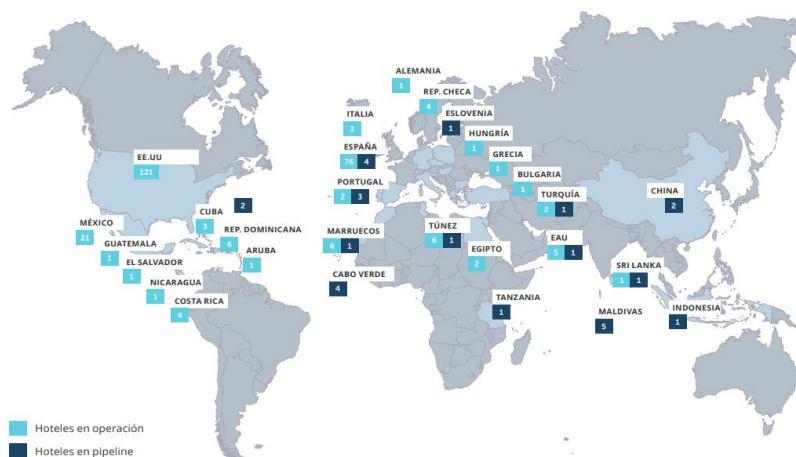 ALEMANIA
1
REP. CHECA
4
ITALIA
3
ESLOVENIA
1
HUNGRÍA
1
EE.UU
121
ESPAÑA
76 4
GRECIA
1
BULGARIA
1
PORTUGAL
2 3
TURQUÍA
2 1
CHINA
2
2
CUBA
3
MÉXICO
21
REP. DOMINICANA
6
GUATEMALA
1
ARUBA
1
EL SALVADOR
1
NICARAGUA
1
COSTA RICA
4
MARRUECOS
6 1
TÚNEZ
6 1
EGIPTO
2
EAU
5 1
SRI LANKA
1 1
CABO VERDE
4
TANZANIA
1
MALDIVAS
5
INDONESIA
1
Hoteles en operación
Hoteles en pipeline